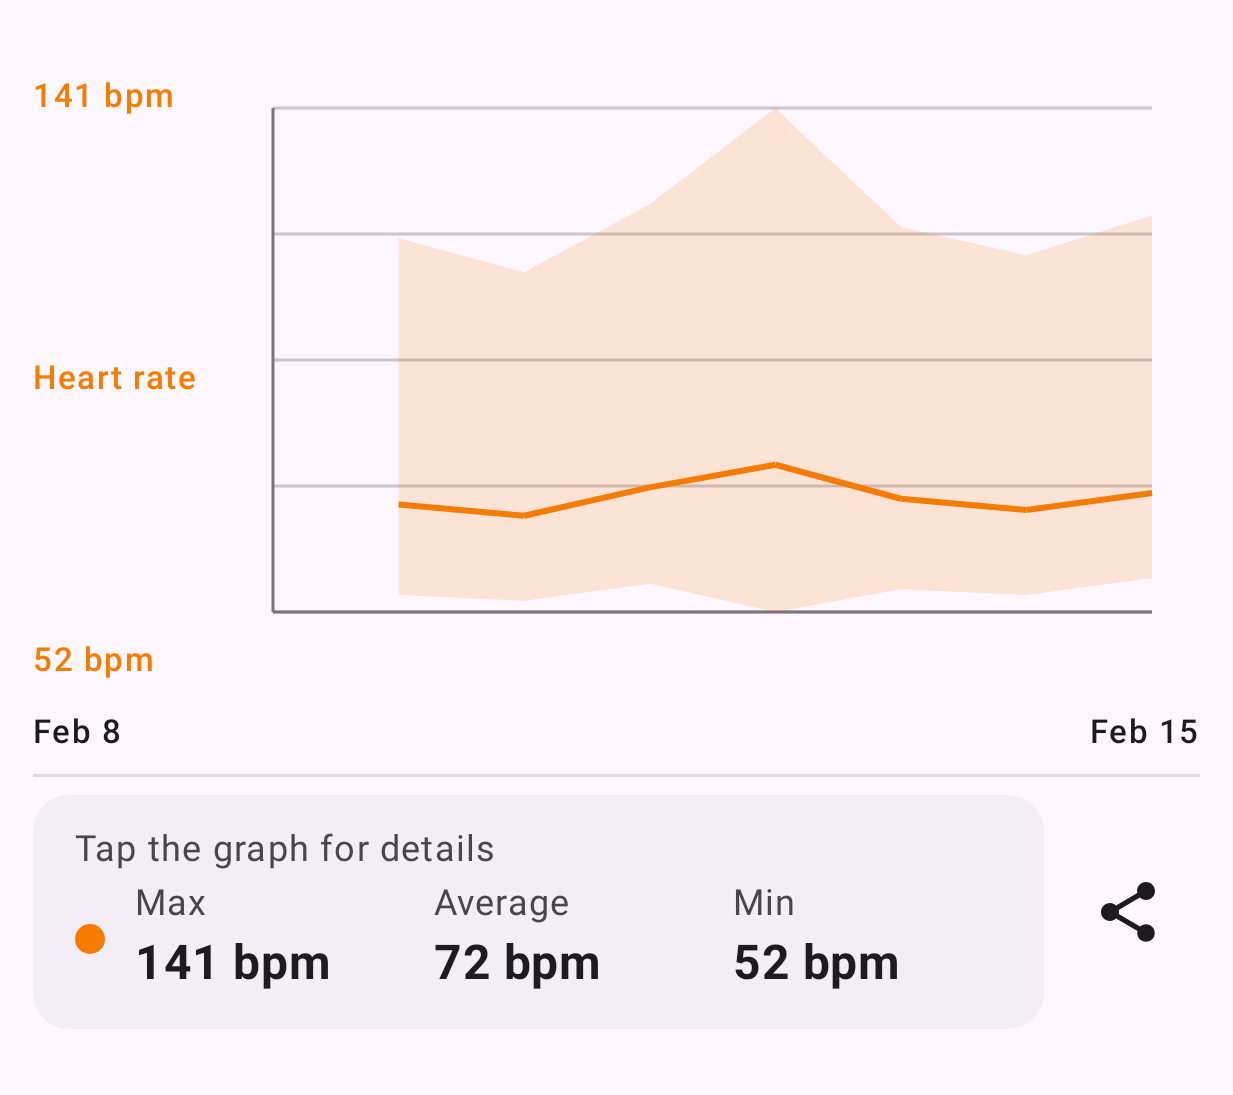 141 bpm
Heart rate
52 bpm
Feb 8 Feb 15
Tap the graph for details
Max Average Min
141 bpm 72 bpm 52 bpm